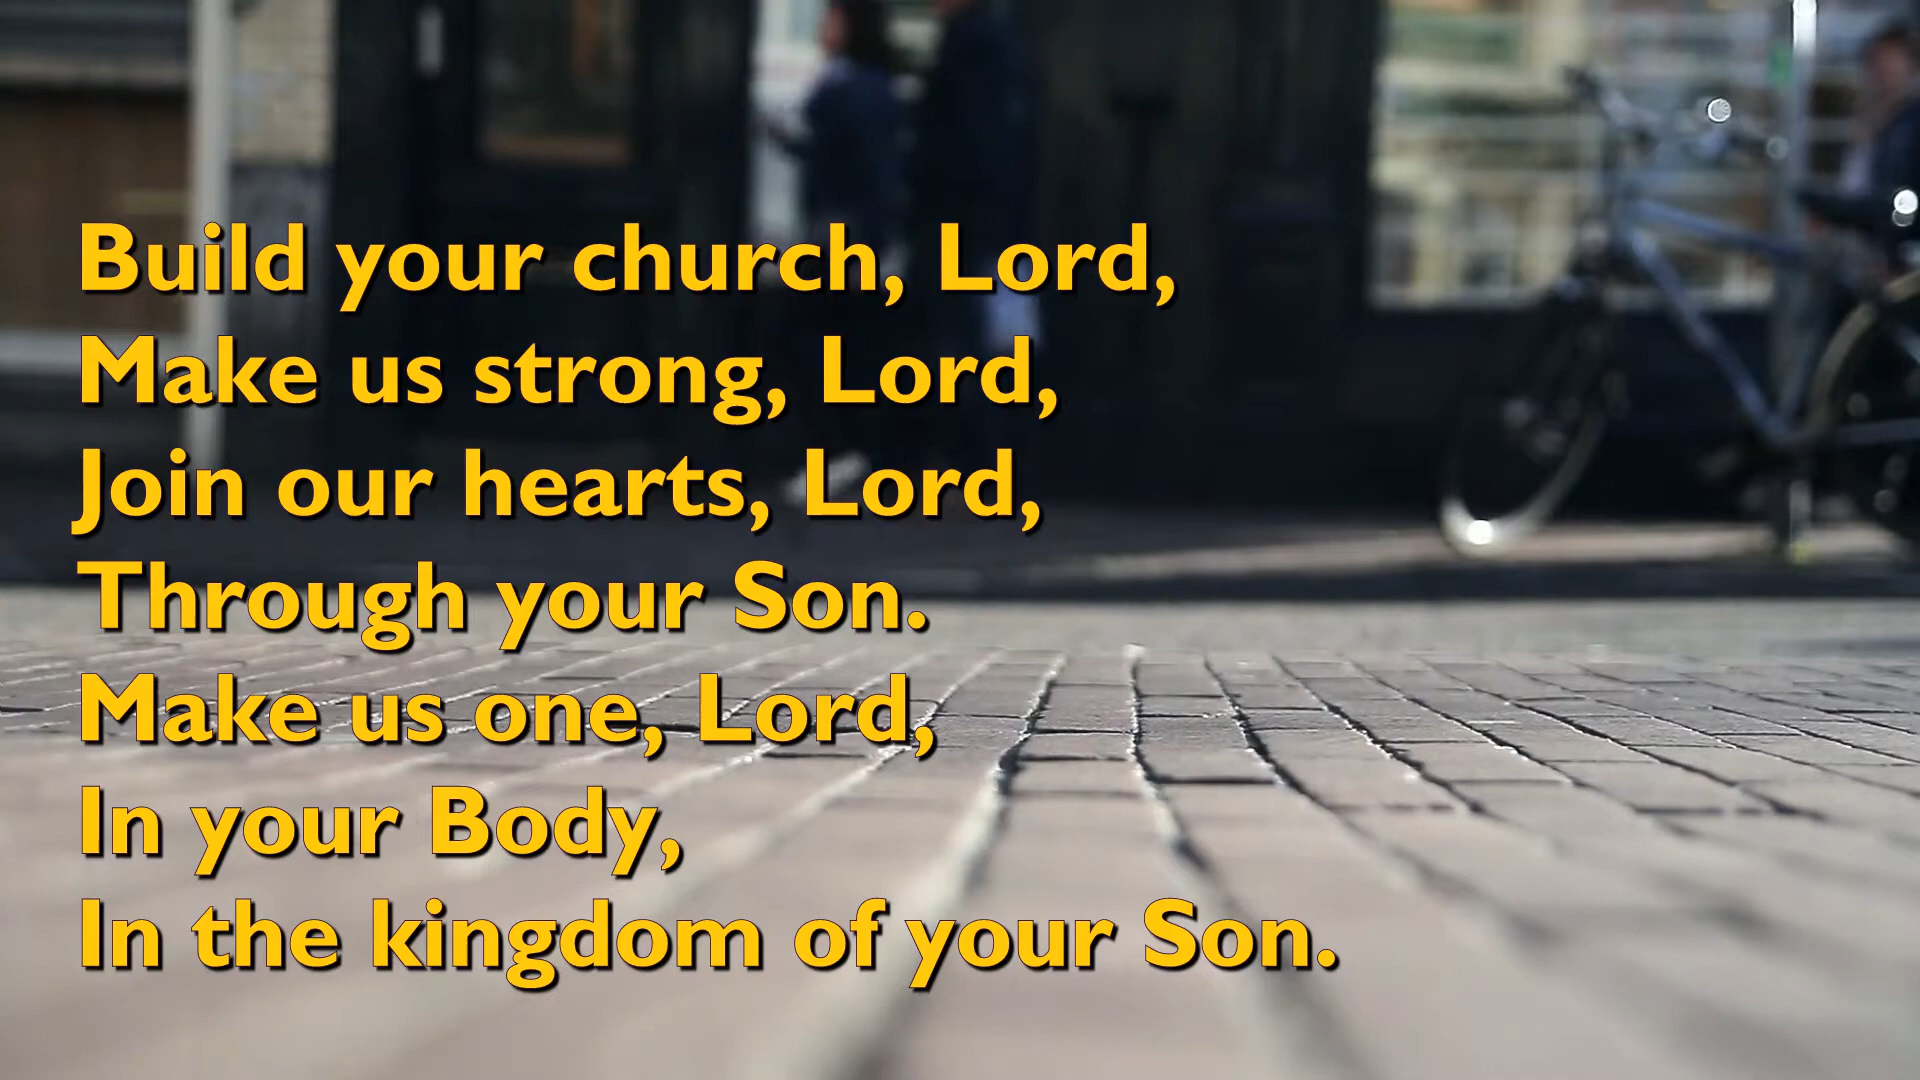 Build your church, Lord,
Make us strong, Lord,
Join our hearts, Lord,
Through your Son.
Make us one, Lord,
In your Body,
In the kingdom of your Son.